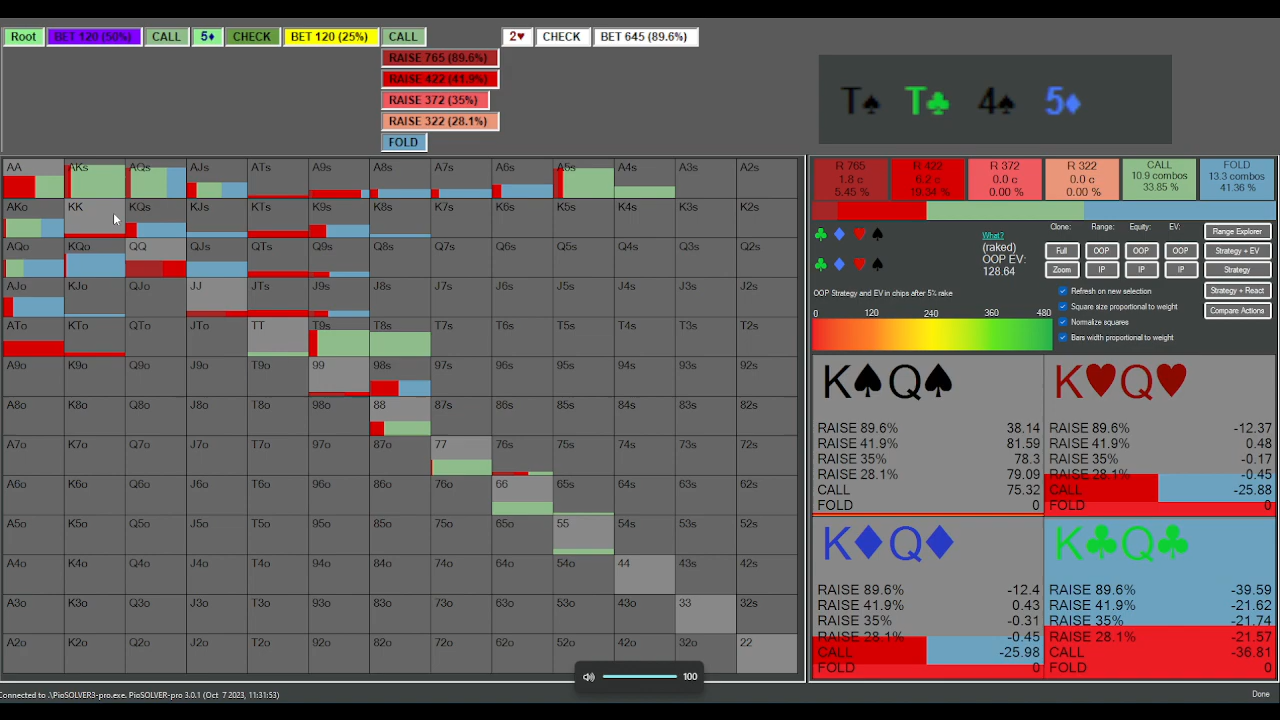 Root BET 120 (50%) CALL 5♦ CHECK BET 120 (25%) CALL 2♥ CHECK BET 645 (89.6%)
RAISE 765 (89.6%)
RAISE 422 (41.9%)
RAISE 372 (35%)
RAISE 322 (28.1%)
FOLD
T♠ T♣ 4♠ 5♦
AA AKs AQs AJs ATs A9s A8s A7s A6s A5s A4s A3s A2s
AKo KK KQs KJs KTs K9s K8s K7s K6s K5s K4s K3s K2s
AQo KQo QQ QJs QTs Q9s Q8s Q7s Q6s Q5s Q4s Q3s Q2s
AJo KJo QJo JJ JTs J9s J8s J7s J6s J5s J4s J3s J2s
ATo KTo QTo JTo TT T9s T8s T7s T6s T5s T4s T3s T2s
A9o K9o Q9o J9o T9o 99 98s 97s 96s 95s 94s 93s 92s
A8o K8o Q8o J8o T8o 98o 88 87s 86s 85s 84s 83s 82s
A7o K7o Q7o J7o T7o 97o 87o 77 76s 75s 74s 73s 72s
A6o K6o Q6o J6o T6o 96o 86o 76o 66 65s 64s 63s 62s
A5o K5o Q5o J5o T5o 95o 85o 75o 65o 55 54s 53s 52s
A4o K4o Q4o J4o T4o 94o 84o 74o 64o 54o 44 43s 42s
A3o K3o Q3o J3o T3o 93o 83o 73o 63o 53o 43o 33 32s
A2o K2o Q2o J2o T2o 92o 82o 72o 62o 52o 42o 32o 22
R 765 R 422 R 372 R 322 CALL FOLD
1.8 c 6.2 c 0.0 c 0.0 c 10.9 combos 13.3 combos
5.45 % 19.34 % 0.00 % 0.00 % 33.85 % 41.36 %
♣ ♦ ♥ ♠
♣ ♦ ♥ ♠
What?
(raked)
OOP EV:
128.64
Clone: Range: Equity: EV:
Full OOP OOP OOP
Zoom IP IP IP
Range Explorer
Strategy + EV
Strategy
Strategy + React
Compare Actions
Refresh on new selection
Square size proportional to weight
Normalize squares
Bars width proportional to weight
OOP Strategy and EV in chips after 5% rake
0 120 240 360 480
K♠Q♠
RAISE 89.6% 38.14
RAISE 41.9% 81.59
RAISE 35% 78.3
RAISE 28.1% 79.09
CALL 75.32
FOLD 0
K♥Q♥
RAISE 89.6% -12.37
RAISE 41.9% 0.48
RAISE 35% -0.17
RAISE 28.1% -0.45
CALL -25.88
FOLD 0
K♦Q♦
RAISE 89.6% -12.4
RAISE 41.9% 0.43
RAISE 35% -0.31
RAISE 28.1% -0.45
CALL -25.98
FOLD 0
K♣Q♣
RAISE 89.6% -39.59
RAISE 41.9% -21.62
RAISE 35% -21.74
RAISE 28.1% -21.57
CALL -36.81
FOLD 0
100
Connected to .\PioSOLVER3-pro.exe. PioSOLVER-pro 3.0.1 (Oct 7 2023, 11:31:53)
Done